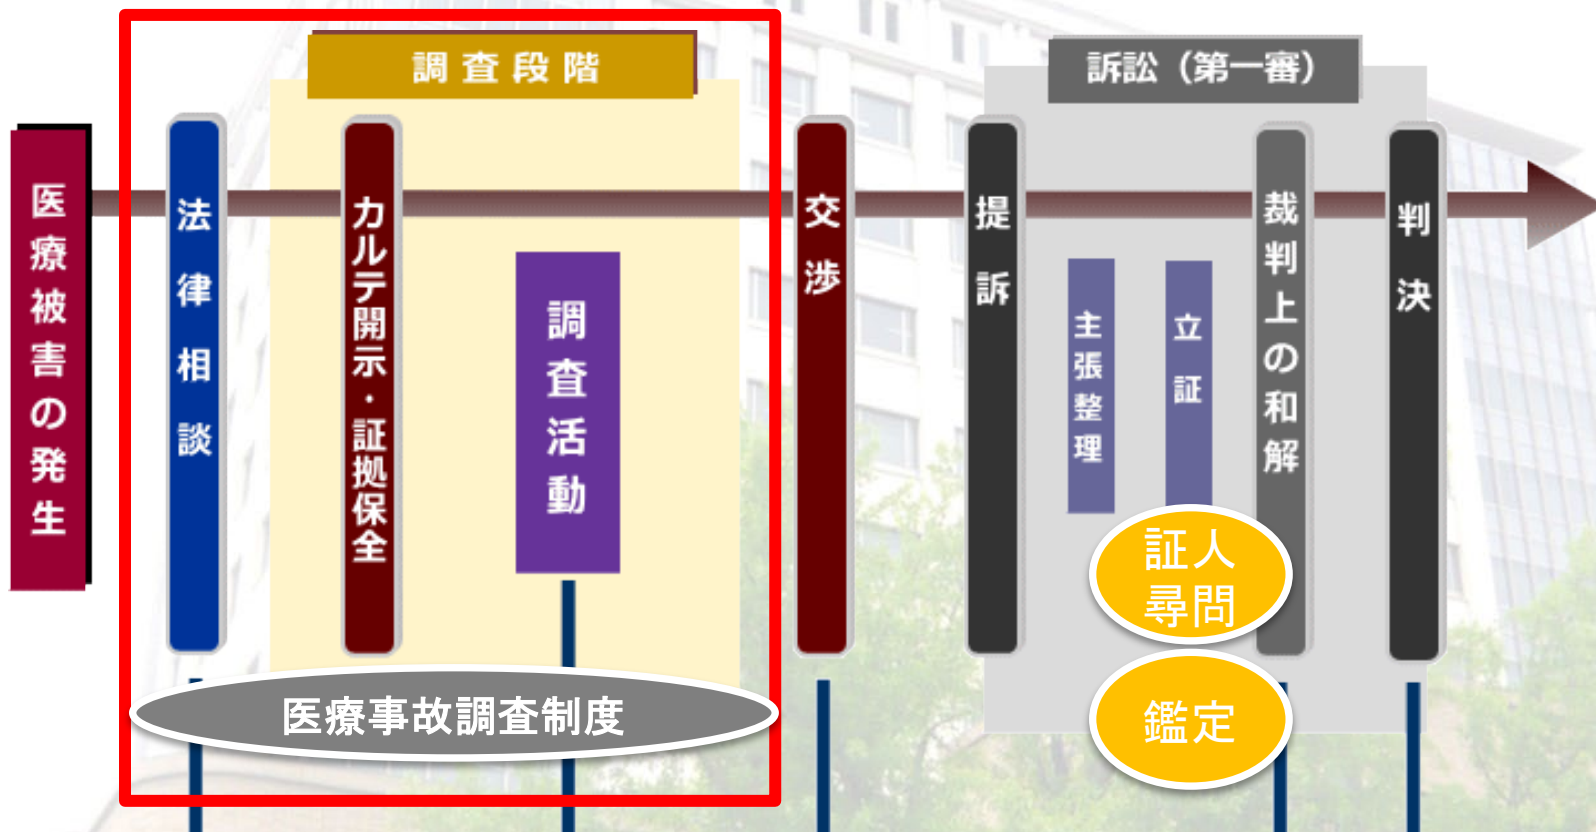 調査段階
訴訟（第一審）
医療被害の発生
法律相談
カルテ開示・証拠保全
調査活動
交渉
提訴
主張整理
立証
裁判上の和解
判決
証人
尋問
鑑定
医療事故調査制度